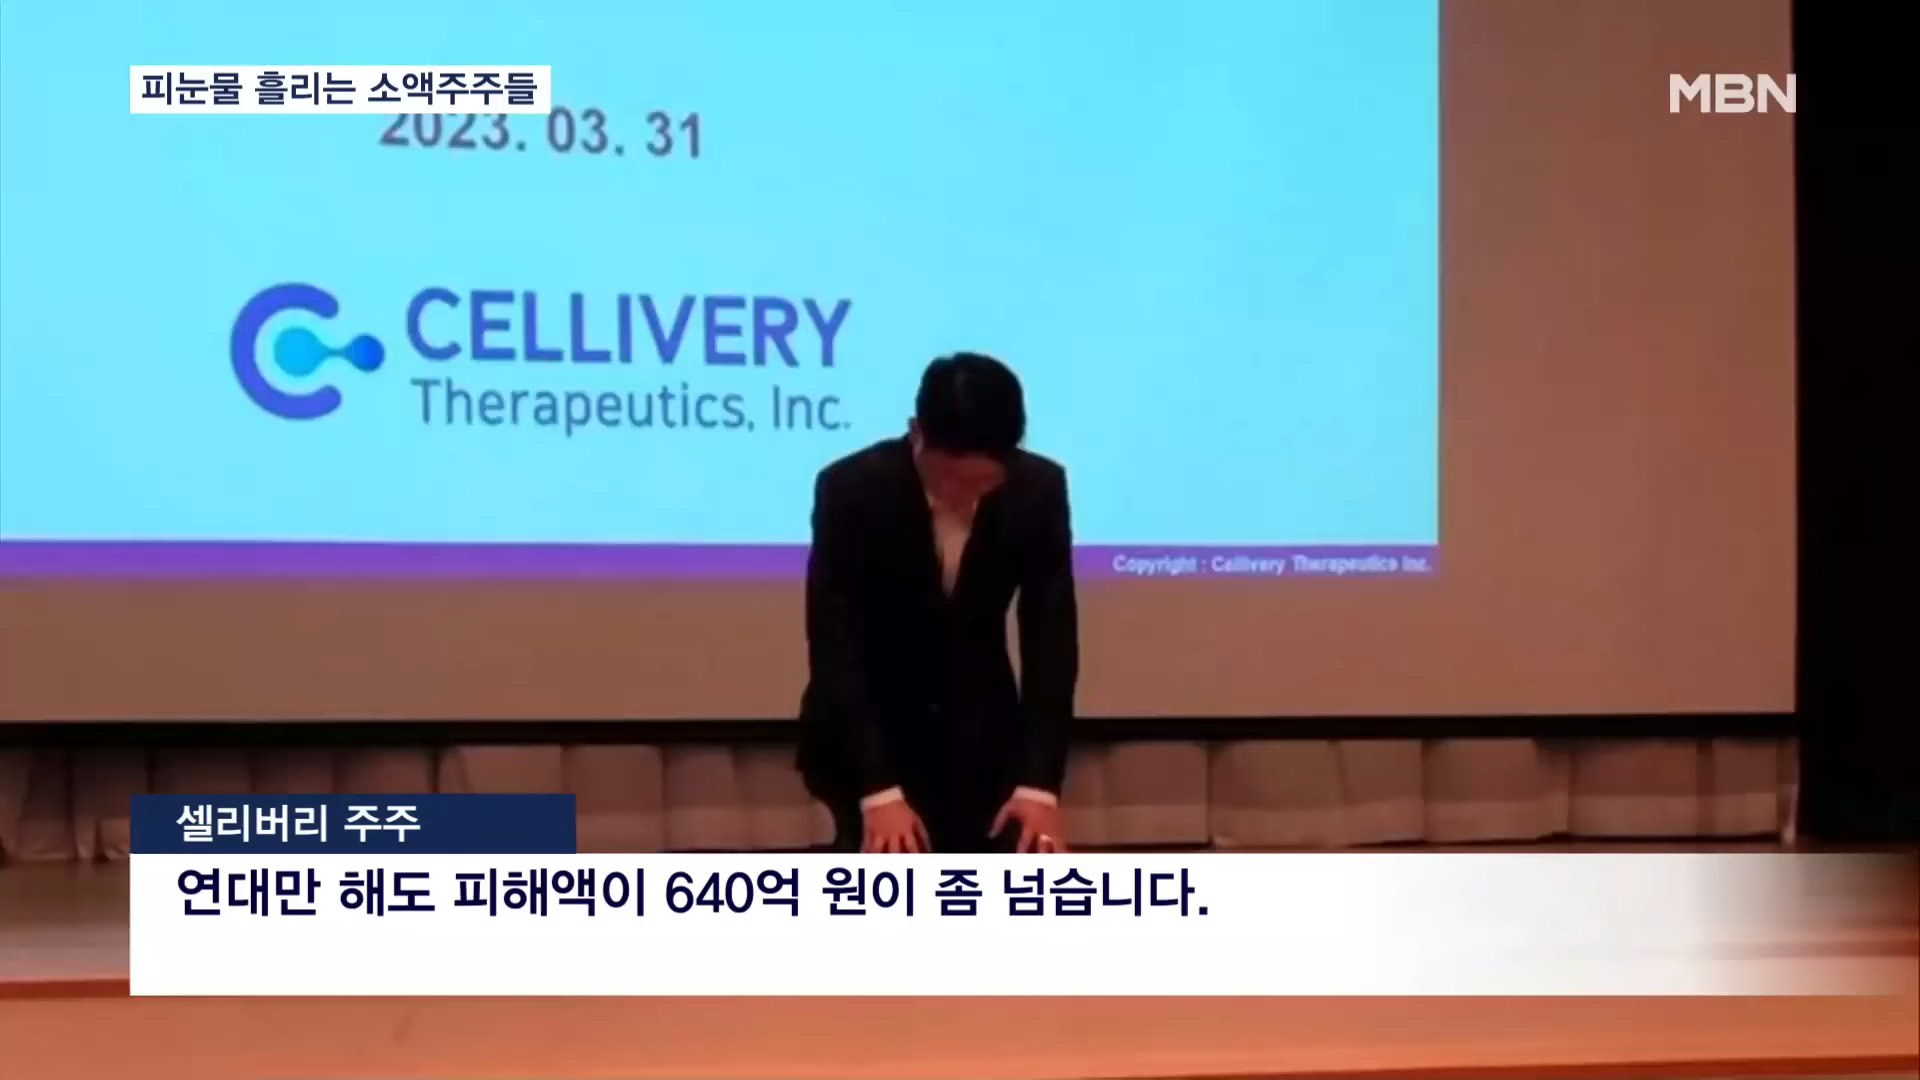 피눈물 흘리는 소액주주들
MBN
2023. 03. 31
CELLIVERY
Therapeutics, Inc.
Copyright : Cellivery Therapeutics Inc.
셀리버리 주주
연대만 해도 피해액이 640억 원이 좀 넘습니다.